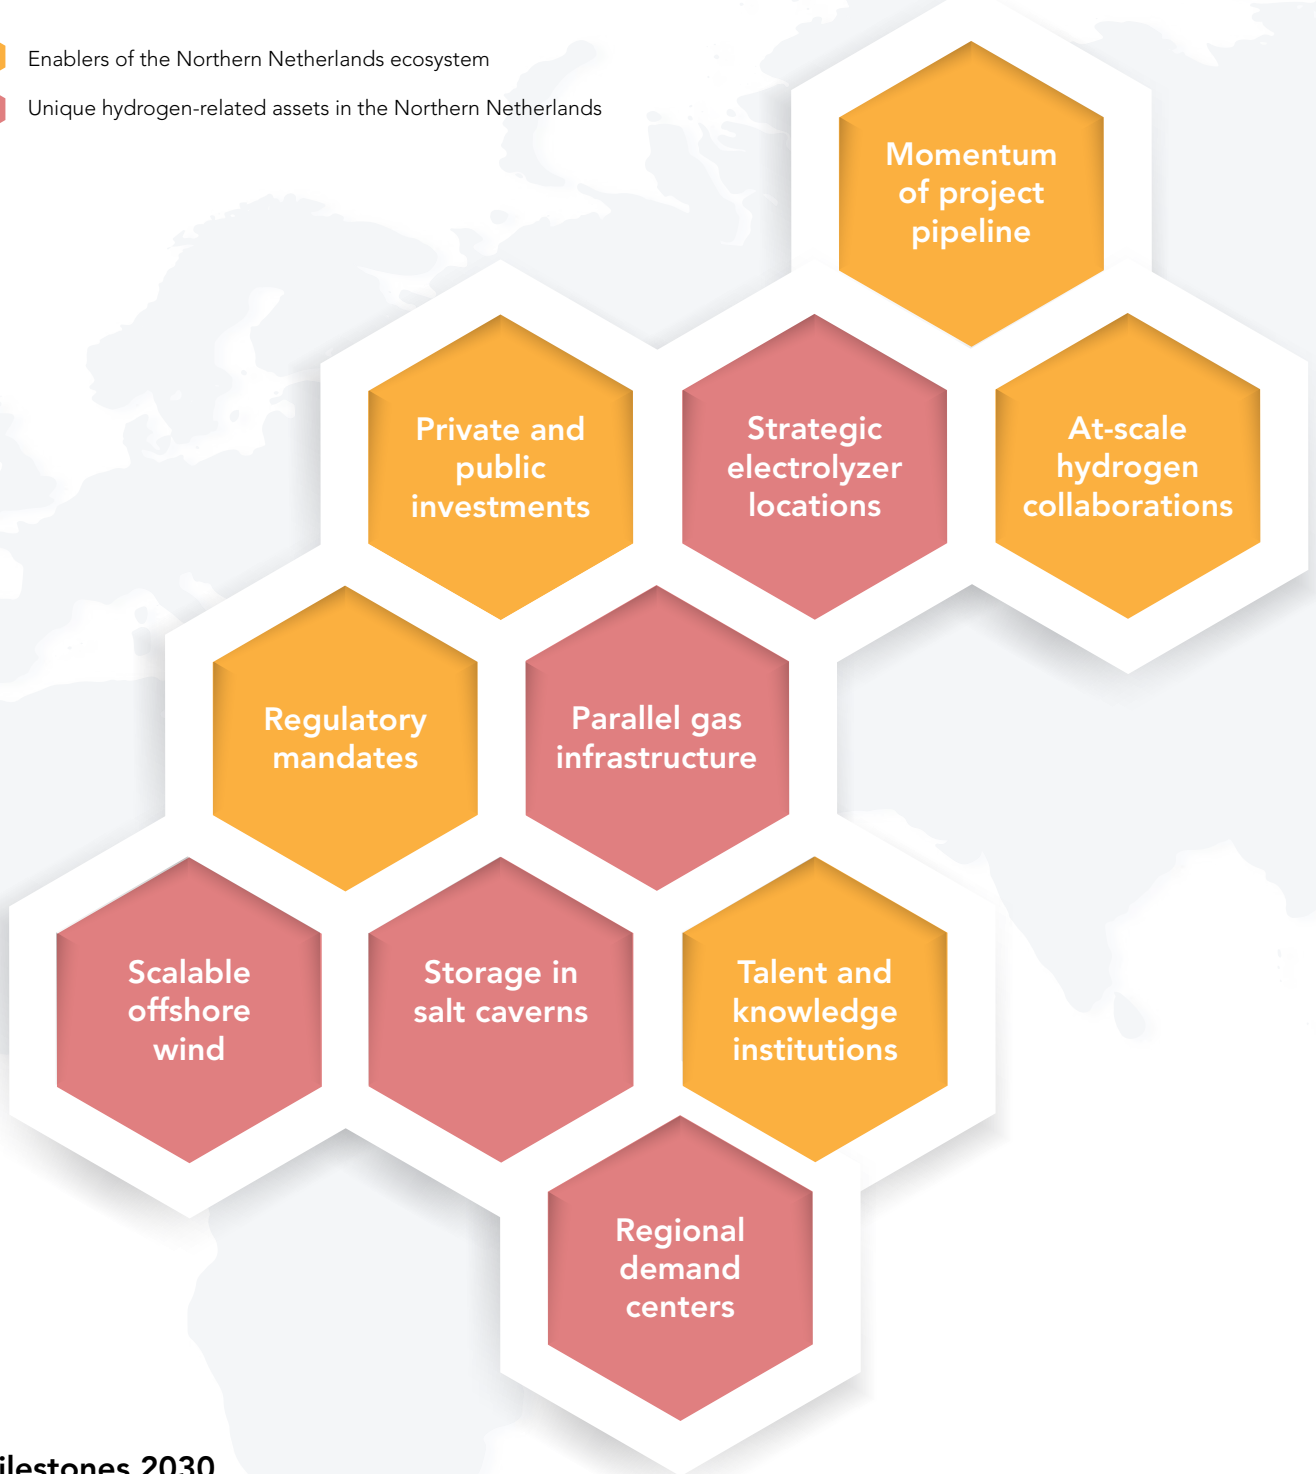 Enablers of the Northern Netherlands ecosystem
Unique hydrogen-related assets in the Northern Netherlands
Momentum
of project
pipeline
Private and
public
investments
Strategic
electrolyzer
locations
At-scale
hydrogen
collaborations
Regulatory
mandates
Parallel gas
infrastructure
Scalable
offshore
wind
Storage in
salt caverns
Talent and
knowledge
institutions
Regional
demand
centers
ilestones 2030